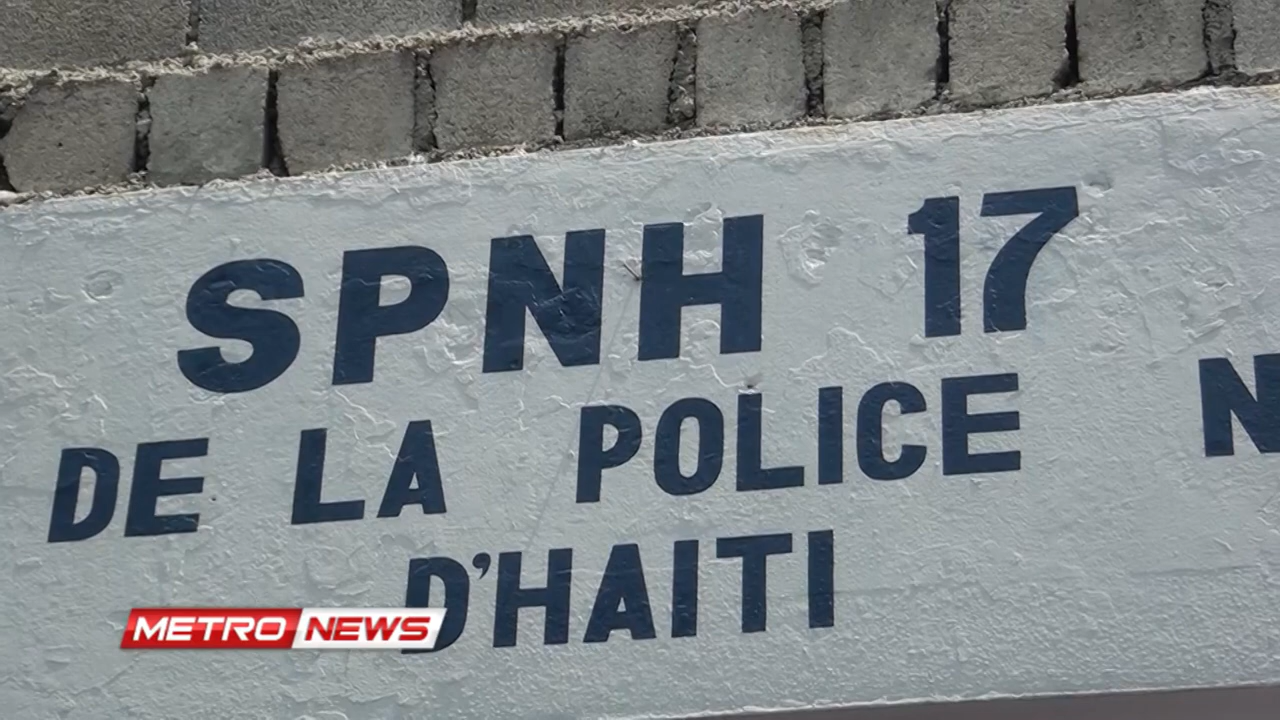 SPNH 17
DE LA POLICE N
D'HAITI
METRO NEWS